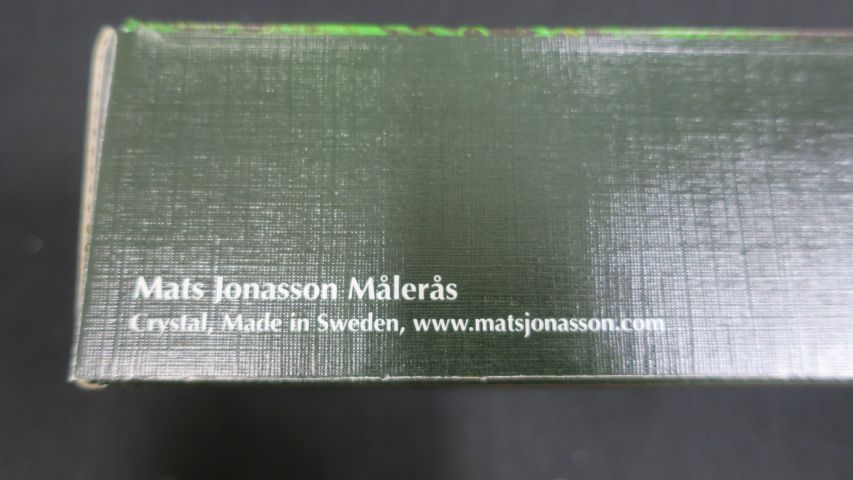 Mats Jonasson Målerås
Crystal, Made in Sweden, www.matsjonasson.com